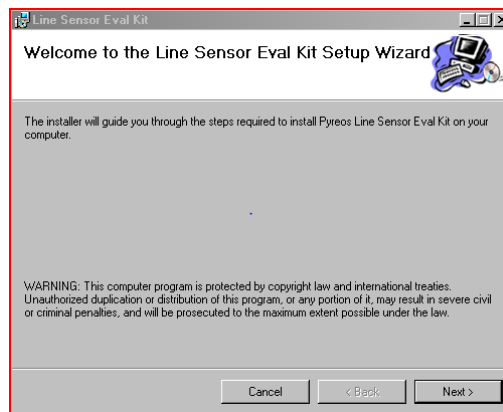 Line Sensor Eval Kit
Welcome to the Line Sensor Eval Kit Setup Wizard
The installer will guide you through the steps required to install Pyreos Line Sensor Eval Kit on your
computer.
WARNING: This computer program is protected by copyright law and international treaties.
Unauthorized duplication or distribution of this program, or any portion of it, may result in severe civil
or criminal penalties, and will be prosecuted to the maximum extent possible under the law.
Cancel < Back Next >